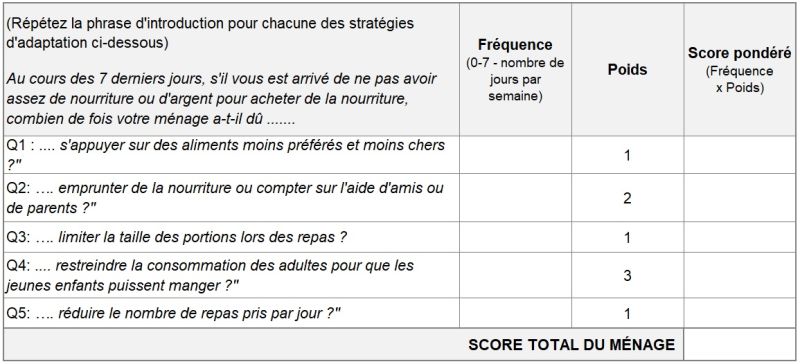 (Répétez la phrase d'introduction pour chacune des stratégies
d'adaptation ci-dessous)
Au cours des 7 derniers jours, s'il vous est arrivé de ne pas avoir
assez de nourriture ou d'argent pour acheter de la nourriture,
combien de fois votre ménage a-t-il dû .......
Fréquence
(0-7 - nombre de
jours par
semaine)
Poids
Score pondéré
(Fréquence
x Poids)
Q1 : .... s'appuyer sur des aliments moins préférés et moins chers
?"
1
Q2: …. emprunter de la nourriture ou compter sur l'aide d'amis ou
de parents ?"
2
Q3: …. limiter la taille des portions lors des repas ?
1
Q4: .... restreindre la consommation des adultes pour que les
jeunes enfants puissent manger ?"
3
Q5: …. réduire le nombre de repas pris par jour ?"
1
SCORE TOTAL DU MÉNAGE